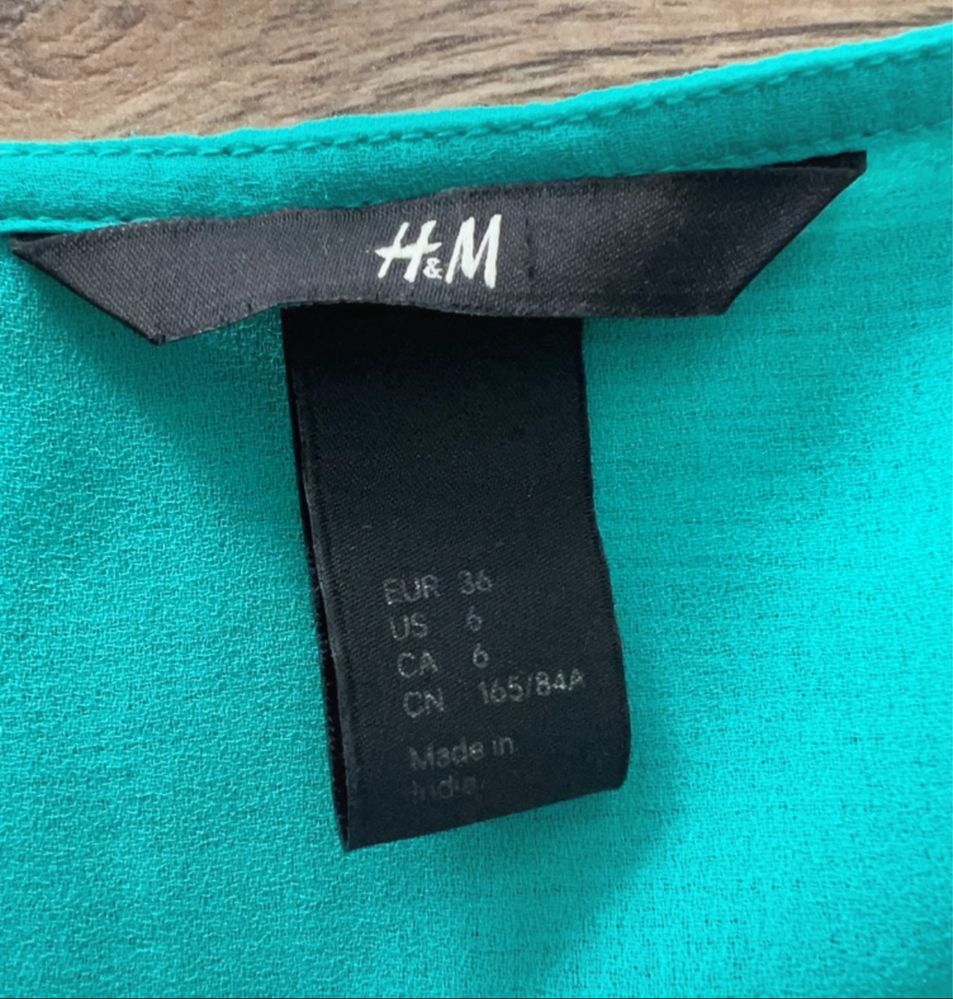 H&M
EUR 36
US 6
CA 6
CN 165/84A
Made in
India